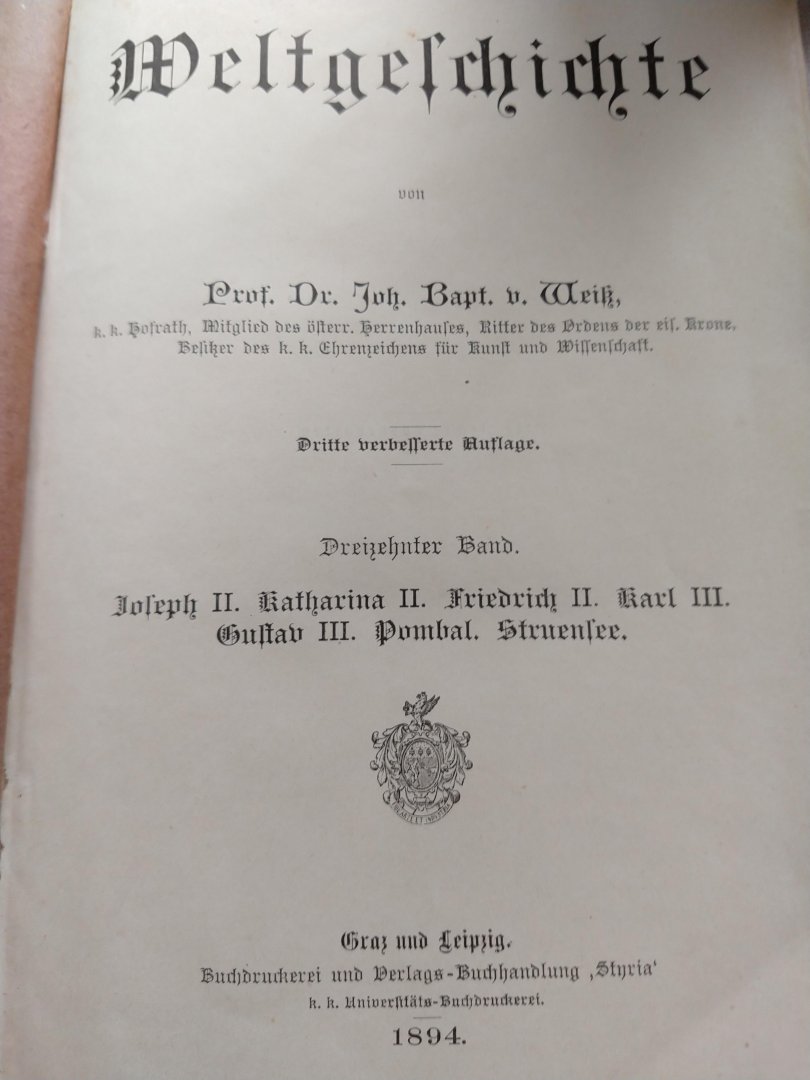 Weltgeſchichte
von
Prof. Dr. Joh. Bapt. v. Weiß,
k. k. Hofrath, Mitglied des öſterr. Herrenhauſes, Ritter des Ordens der eiſ. Krone,
Beſitzer des k. k. Ehrenzeichens für Kunſt und Wiſſenſchaft.
Dritte verbeſſerte Auflage.
Dreizehnter Band.
Joſeph II. Katharina II. Friedrich II. Karl III.
Guſtav III. Pombal. Struenſee.
Graz und Leipzig.
Buchdruckerei und Verlags-Buchhandlung ‚Styria‘
k. k. Univerſitäts-Buchdruckerei.
1894.